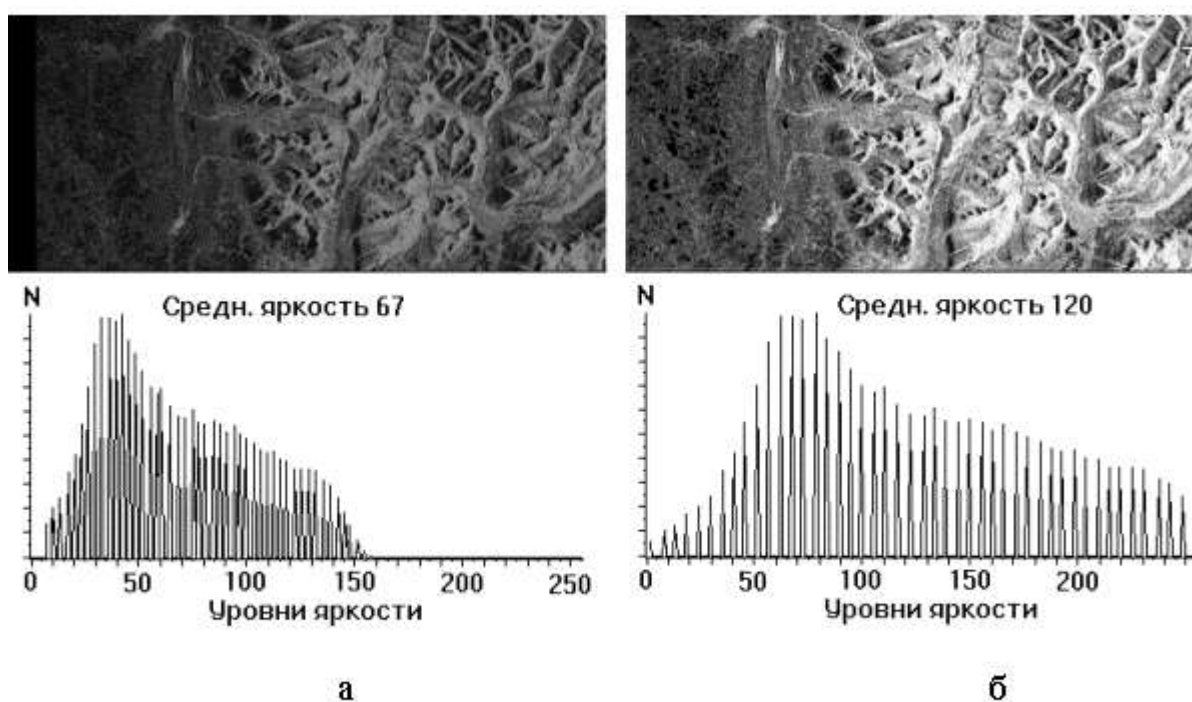 N
Средн. яркость 67
0 50 100 150 200 250
Уровни яркости
а
N
Средн. яркость 120
0 50 100 150 200
Уровни яркости
б